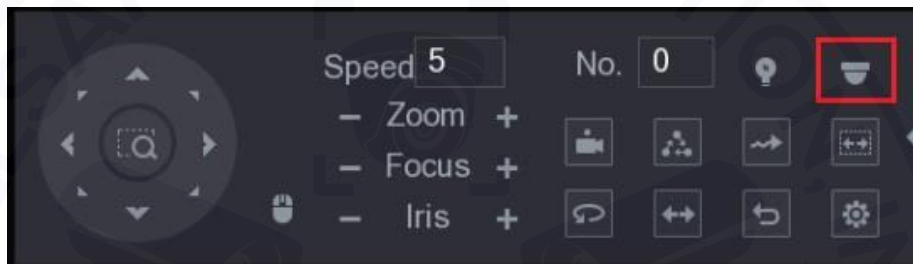 Speed 5 No. 0
– Zoom +
– Focus +
– Iris +